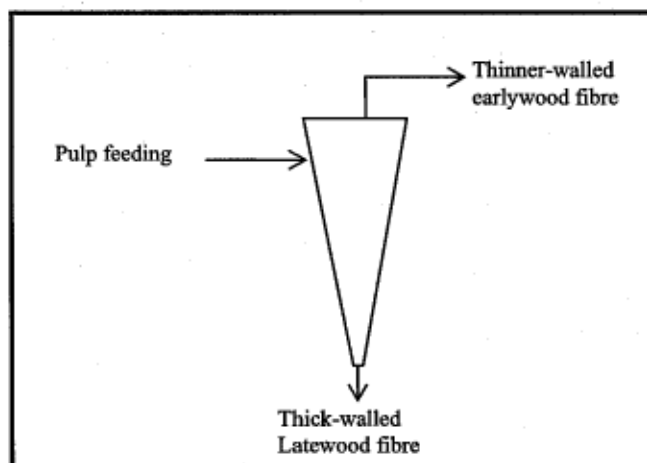 Thinner-walled
earlywood fibre
Pulp feeding
Thick-walled
Latewood fibre